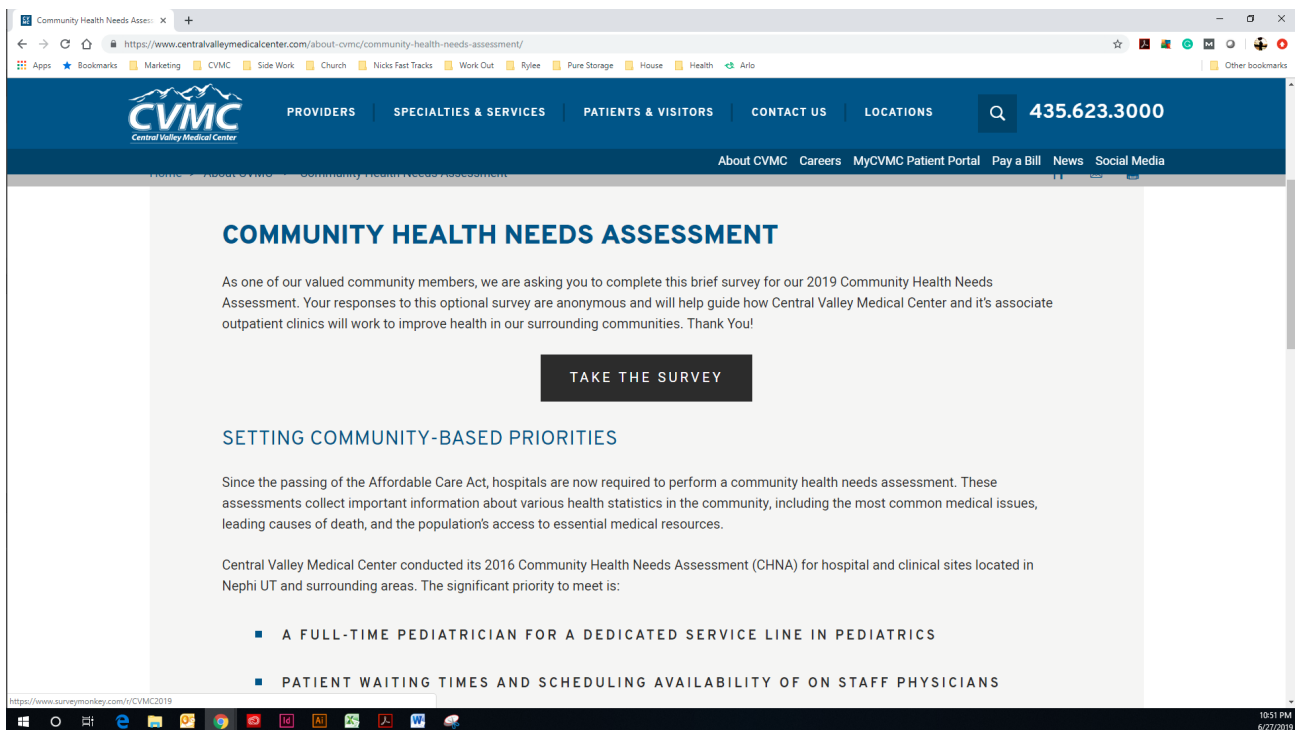 Community Health Needs Assess
https://www.centralvalleymedicalcenter.com/about-cvmc/community-health-needs-assessment/
Apps Bookmarks Marketing CVMC Side Work Church Nicks Fast Tracks Work Out Rylee Pure Storage House Health Arlo Other bookmarks
CVMC
Central Valley Medical Center
PROVIDERS SPECIALTIES & SERVICES PATIENTS & VISITORS CONTACT US LOCATIONS 435.623.3000
About CVMC Careers MyCVMC Patient Portal Pay a Bill News Social Media
Home > About CVMC > Community Health Needs Assessment
COMMUNITY HEALTH NEEDS ASSESSMENT
As one of our valued community members, we are asking you to complete this brief survey for our 2019 Community Health Needs
Assessment. Your responses to this optional survey are anonymous and will help guide how Central Valley Medical Center and it's associate
outpatient clinics will work to improve health in our surrounding communities. Thank You!
TAKE THE SURVEY
SETTING COMMUNITY-BASED PRIORITIES
Since the passing of the Affordable Care Act, hospitals are now required to perform a community health needs assessment. These
assessments collect important information about various health statistics in the community, including the most common medical issues,
leading causes of death, and the population's access to essential medical resources.
Central Valley Medical Center conducted its 2016 Community Health Needs Assessment (CHNA) for hospital and clinical sites located in
Nephi UT and surrounding areas. The significant priority to meet is:
A FULL-TIME PEDIATRICIAN FOR A DEDICATED SERVICE LINE IN PEDIATRICS
PATIENT WAITING TIMES AND SCHEDULING AVAILABILITY OF ON STAFF PHYSICIANS
https://www.surveymonkey.com/r/CVMC2019
10:51 PM
6/27/2019